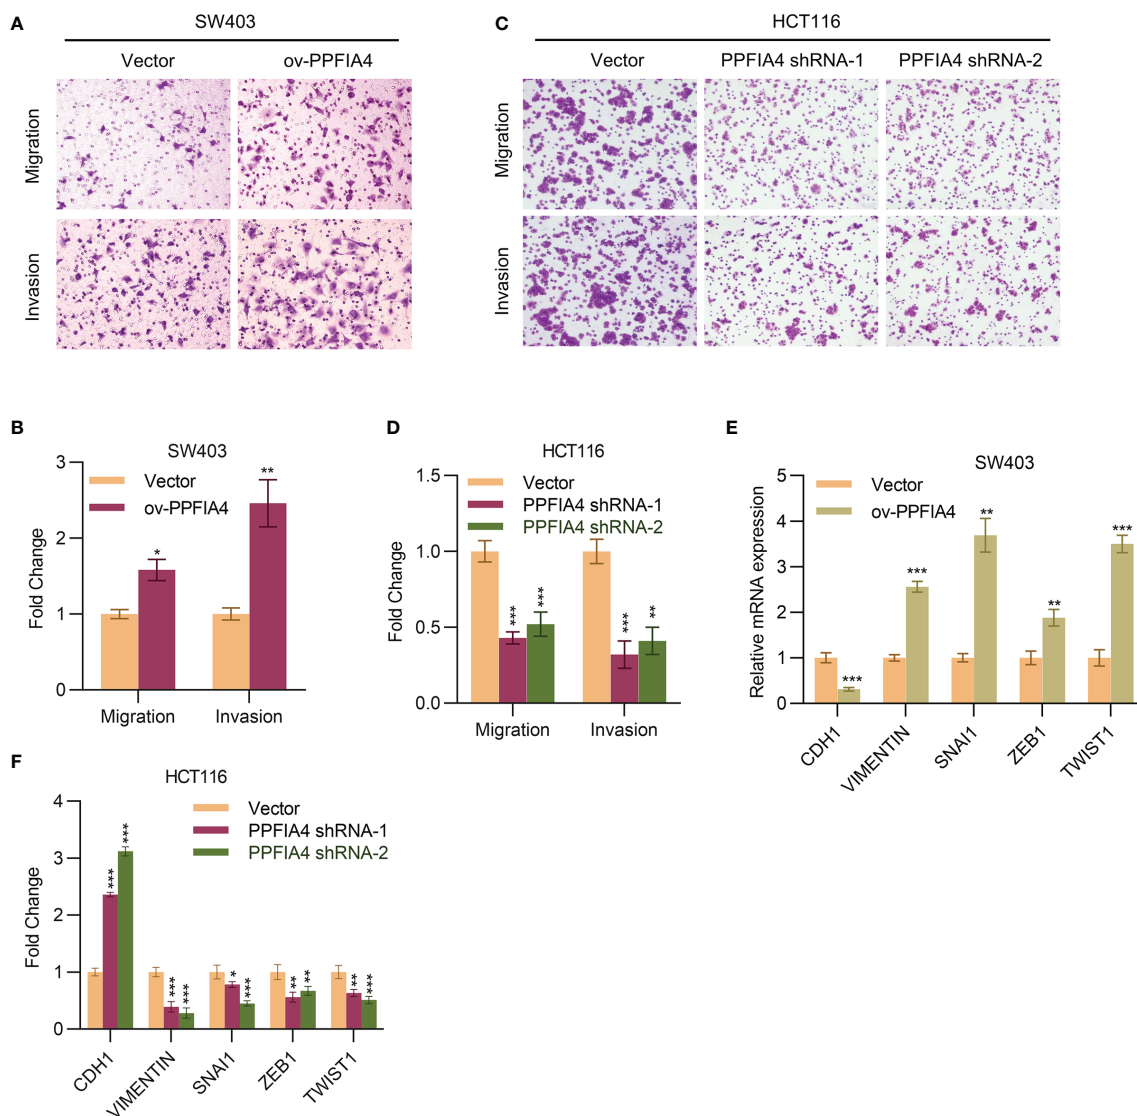 A
SW403
Vector ov-PPFIA4
Migration
Invasion
C
HCT116
Vector PPFIA4 shRNA-1 PPFIA4 shRNA-2
Migration
Invasion
B
SW403
Fold Change
3
2
1
0
Vector
ov-PPFIA4
*
**
Migration Invasion
D
HCT116
Fold Change
1.5
1.0
0.5
0.0
Vector
PPFIA4 shRNA-1
PPFIA4 shRNA-2
***
***
***
**
Migration Invasion
E
SW403
Relative mRNA expression
5
4
3
2
1
0
Vector
ov-PPFIA4
***
***
**
**
***
CDH1 VIMENTIN SNAI1 ZEB1 TWIST1
F
HCT116
Fold Change
4
3
2
1
0
Vector
PPFIA4 shRNA-1
PPFIA4 shRNA-2
***
***
***
***
*
***
**
**
**
***
CDH1 VIMENTIN SNAI1 ZEB1 TWIST1